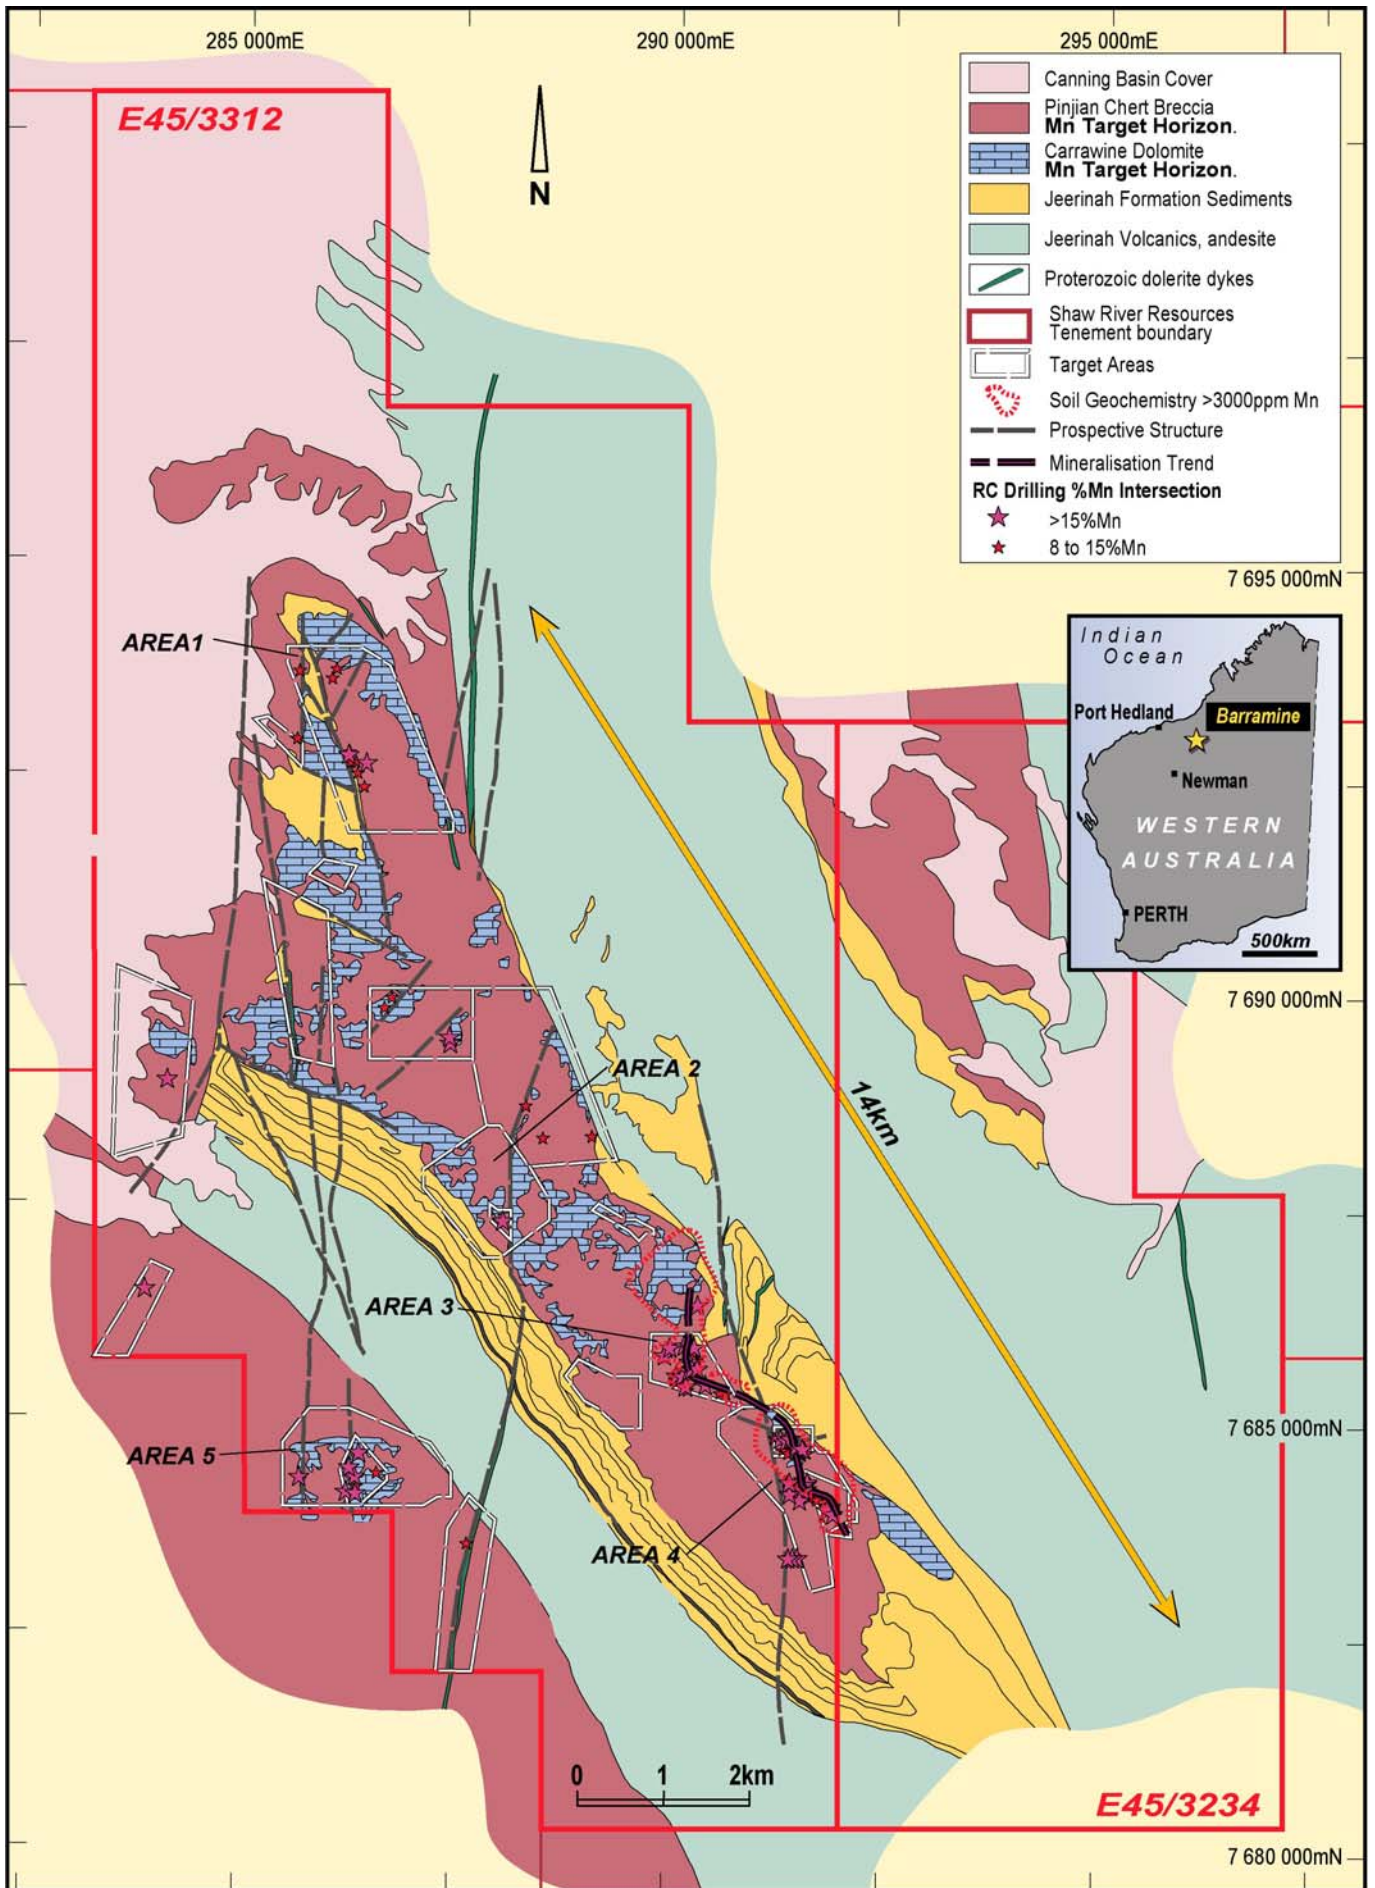 285 000mE
290 000mE
295 000mE
E45/3312
N
Canning Basin Cover
Pinjian Chert Breccia
Mn Target Horizon.
Carrawine Dolomite
Mn Target Horizon.
Jeerinah Formation Sediments
Jeerinah Volcanics, andesite
Proterozoic dolerite dykes
Shaw River Resources
Tenement boundary
Target Areas
Soil Geochemistry >3000ppm Mn
Prospective Structure
Mineralisation Trend
RC Drilling %Mn Intersection
>15%Mn
8 to 15%Mn
7 695 000mN
Indian
Ocean
Port Hedland
Barramine
Newman
WESTERN
AUSTRALIA
PERTH
500km
AREA1
7 690 000mN
AREA 2
14km
AREA 3
7 685 000mN
AREA 5
AREA 4
0 1 2km
E45/3234
7 680 000mN